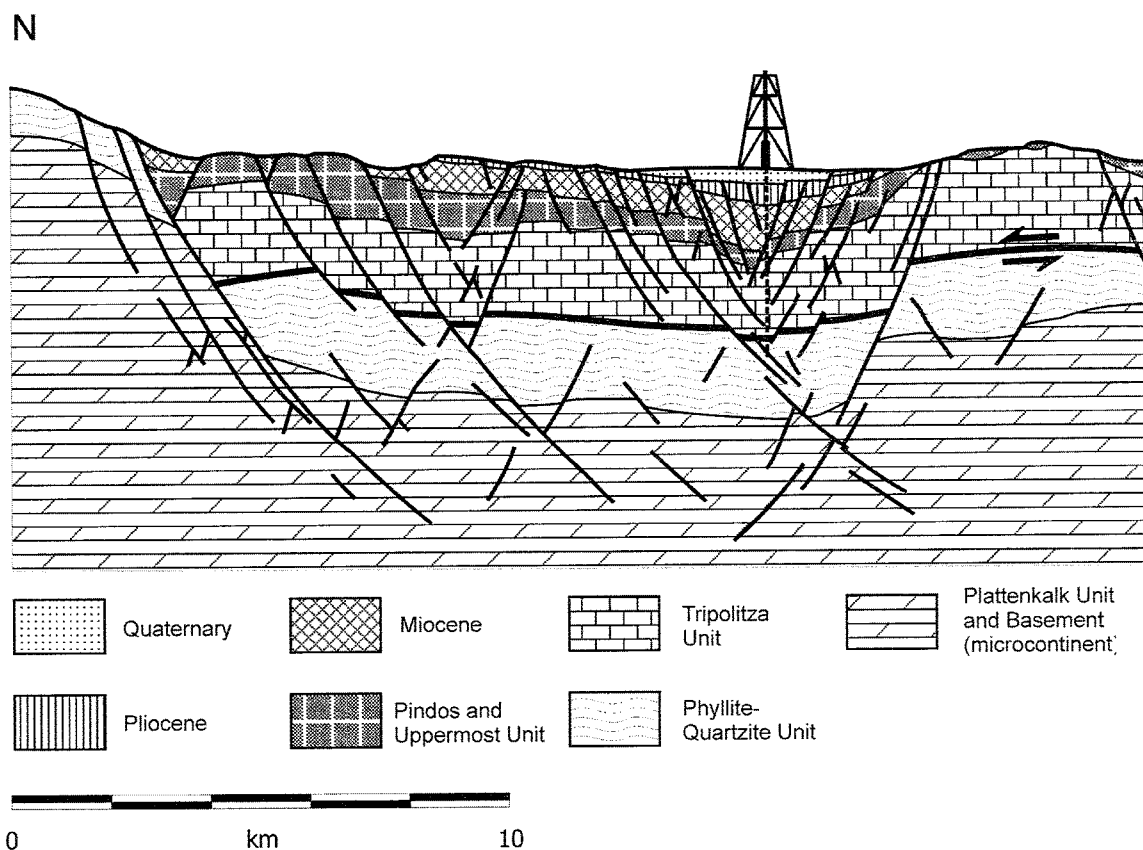 N
Quaternary
Miocene
Tripolitza
Unit
Plattenkalk Unit
and Basement
(microcontinent)
Pliocene
Pindos and
Uppermost Unit
Phyllite-
Quartzite Unit
0 km 10